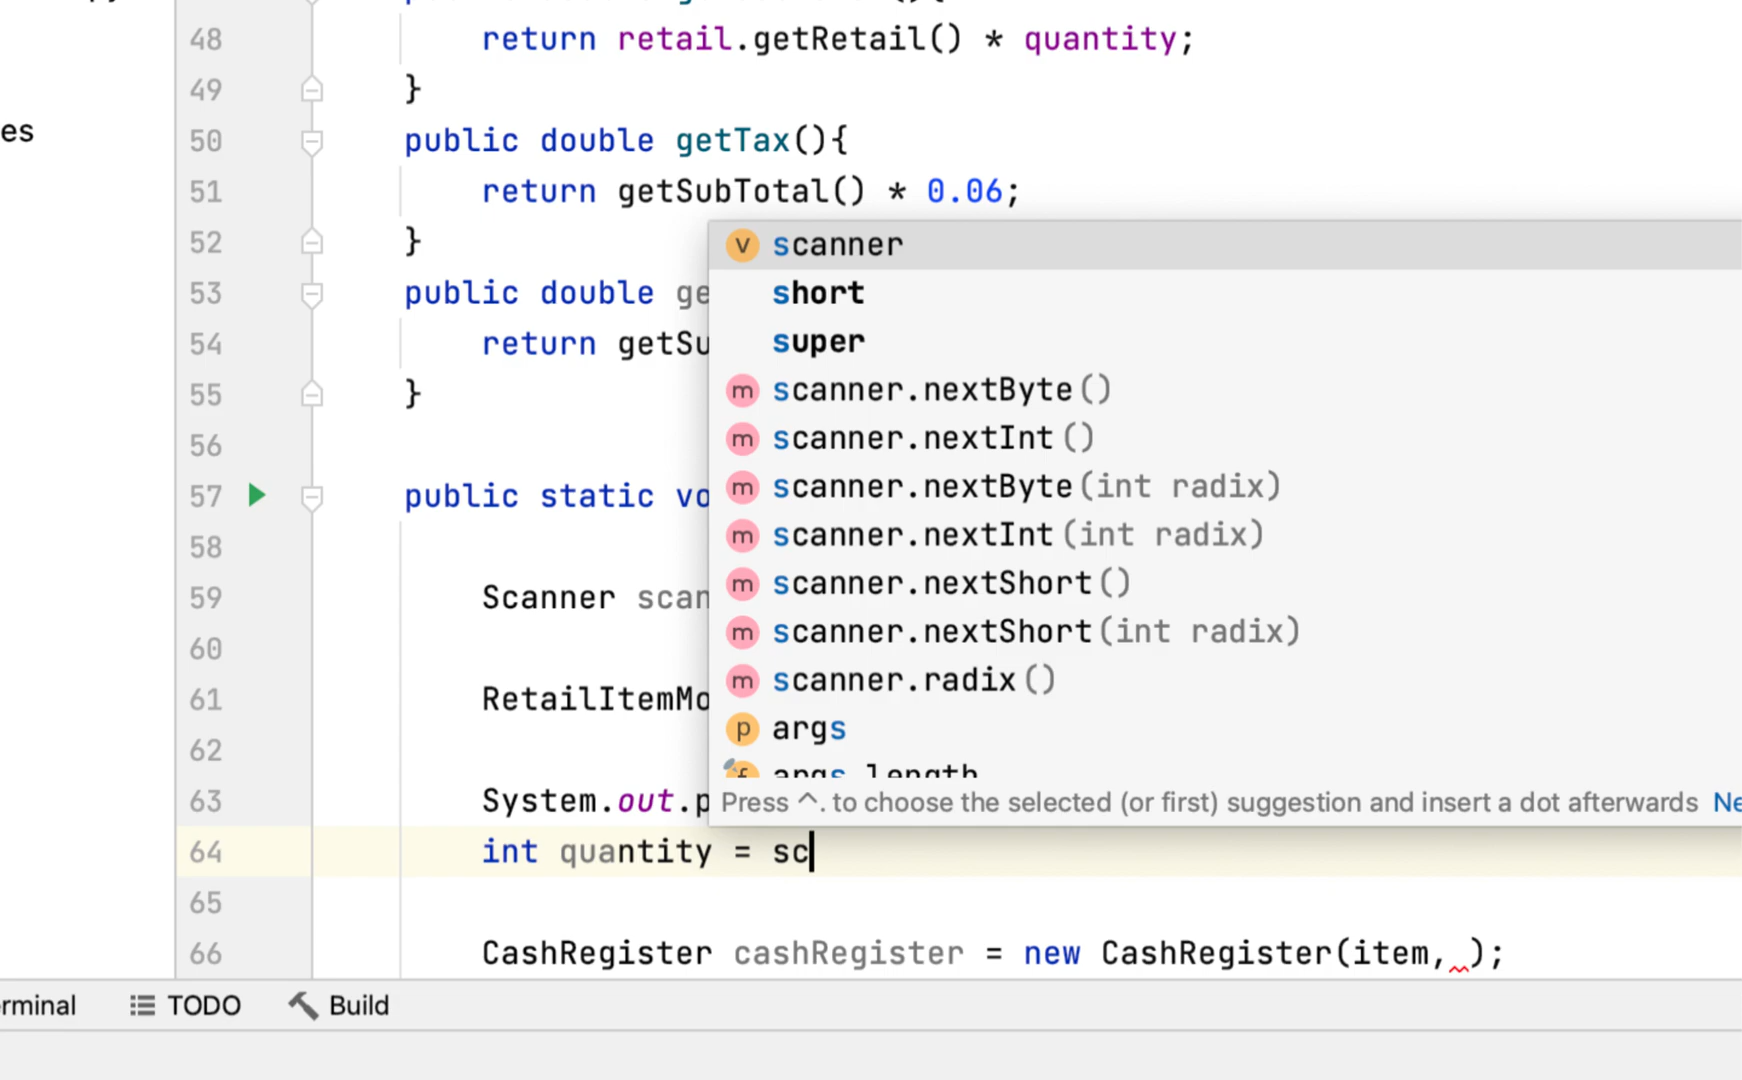 48 return retail.getRetail() * quantity;
49 }
es
50 public double getTax(){
51 return getSubTotal() * 0.06;
52 }
53 public double ge
54 return getSu
55 }
56
57 public static vo
58
59 Scanner scan
60
61 RetailItemMo
62
63 System.out.p
v scanner
short
super
m scanner.nextByte()
m scanner.nextInt()
m scanner.nextByte(int radix)
m scanner.nextInt(int radix)
m scanner.nextShort()
m scanner.nextShort(int radix)
m scanner.radix()
p args
f args.length
Press ^. to choose the selected (or first) suggestion and insert a dot afterwards Ne
64 int quantity = sc
65
66 CashRegister cashRegister = new CashRegister(item, );
rminal TODO Build